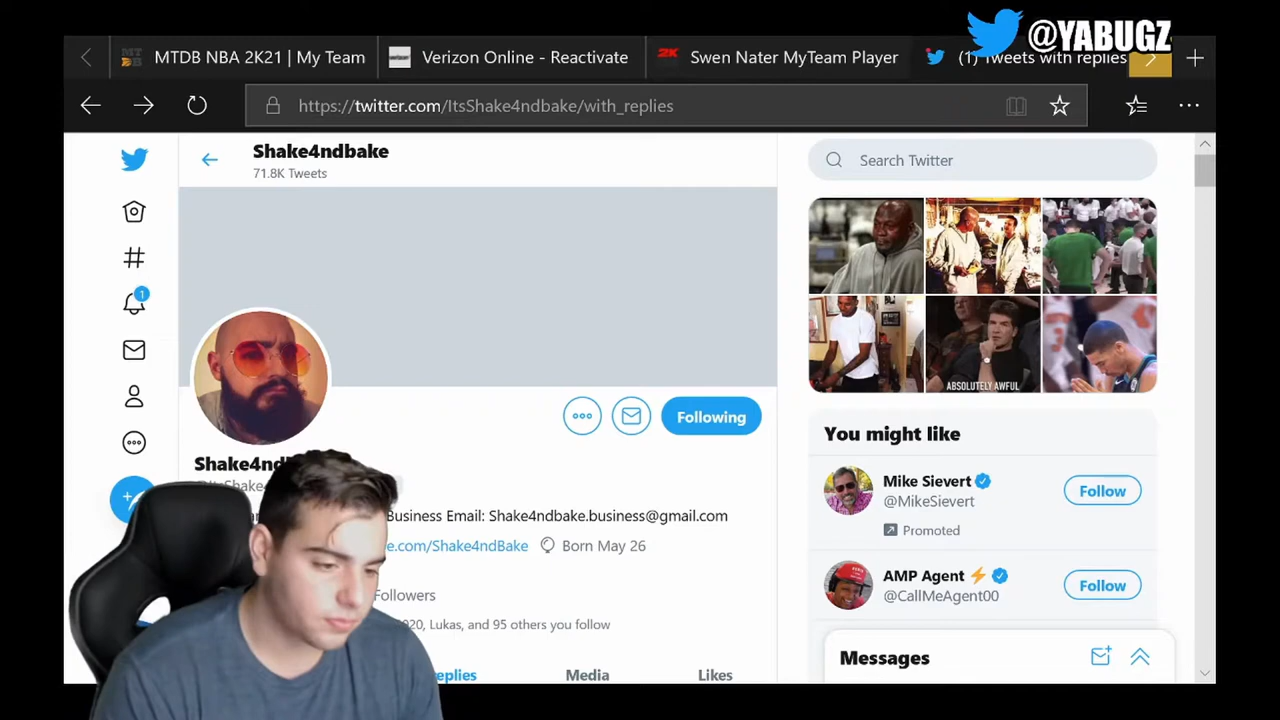 @YABUGZ
MTDB NBA 2K21 | My Team
Verizon Online - Reactivate
2K Swen Nater MyTeam Player
(1) Tweets with replies
https://twitter.com/ItsShake4ndbake/with_replies
Shake4ndbake
71.8K Tweets
Search Twitter
ABSOLUTELY AWFUL
1
Following
You might like
Mike Sievert
@MikeSievert
Follow
Promoted
AMP Agent
@CallMeAgent00
Follow
Business Email: Shake4ndbake.business@gmail.com
e.com/Shake4ndBake Born May 26
Followers
020, Lukas, and 95 others you follow
Messages
eplies
Media
Likes